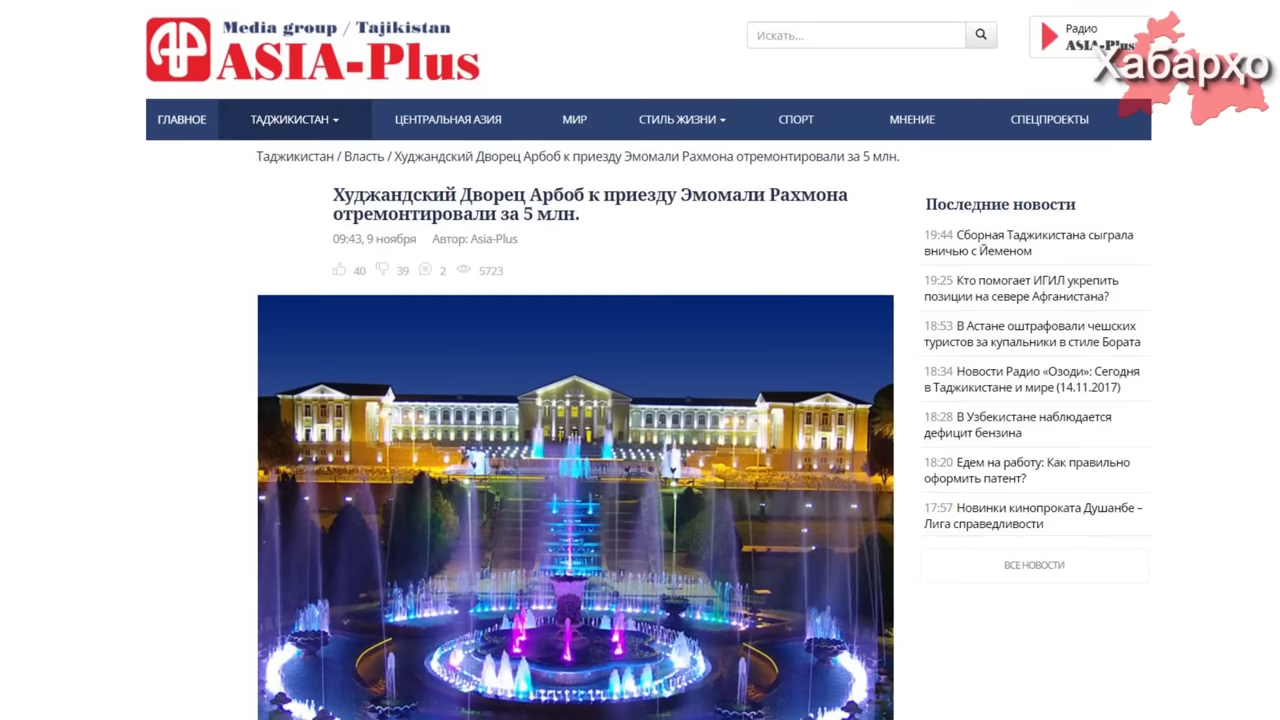 Media group / Tajikistan
ASIA-Plus
Искать...
Радио
ASIA-Plus
Хабарҳо
ГЛАВНОЕ
ТАДЖИКИСТАН
ЦЕНТРАЛЬНАЯ АЗИЯ
МИР
СТИЛЬ ЖИЗНИ
СПОРТ
МНЕНИЕ
СПЕЦПРОЕКТЫ
Таджикистан / Власть / Худжандский Дворец Арбоб к приезду Эмомали Рахмона отремонтировали за 5 млн.
Худжандский Дворец Арбоб к приезду Эмомали Рахмона
отремонтировали за 5 млн.
09:43, 9 ноября Автор: Asia-Plus
40 39 2 5723
Последние новости
19:44 Сборная Таджикистана сыграла
вничью с Йеменом
19:25 Кто помогает ИГИЛ укрепить
позиции на севере Афганистана?
18:53 В Астане оштрафовали чешских
туристов за купальники в стиле Бората
18:34 Новости Радио «Озоди»: Сегодня
в Таджикистане и мире (14.11.2017)
18:28 В Узбекистане наблюдается
дефицит бензина
18:20 Едем на работу: Как правильно
оформить патент?
17:57 Новинки кинопроката Душанбе –
Лига справедливости
ВСЕ НОВОСТИ